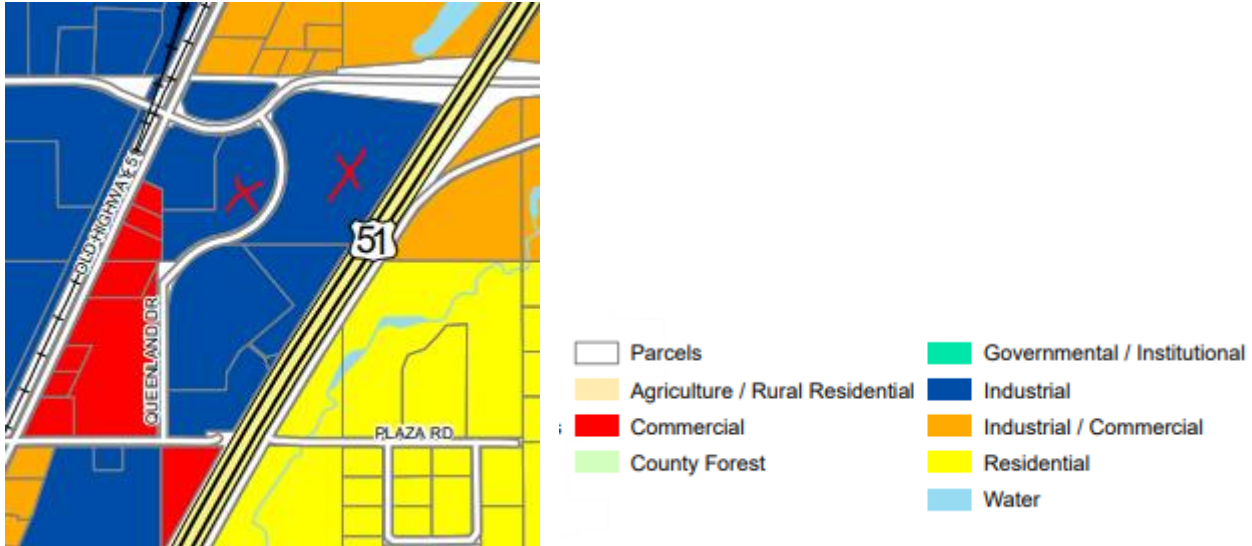 OLD HIGHWAY 51
51
QUEENLAND DR
PLAZA RD
s
Parcels
Agriculture / Rural Residential
Commercial
County Forest
Governmental / Institutional
Industrial
Industrial / Commercial
Residential
Water